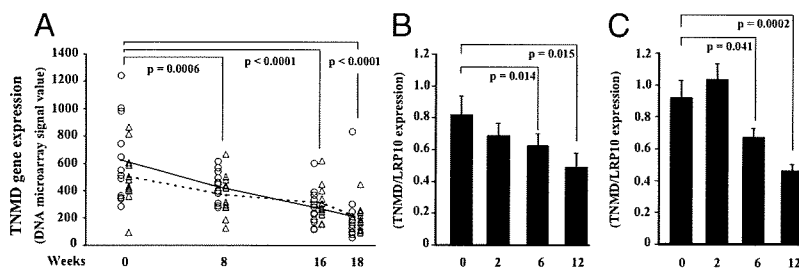 A
TNMD gene expression
(DNA microarray signal value)
1400
1200
1000
800
600
400
200
0
p = 0.0006
p < 0.0001
p <0.0001
Weeks
0
8
16
18
B
(TNMD/LRP10 expression)
1.2
1.0
0.8
0.6
0.4
0.2
0
p = 0.015
p = 0.014
0
2
6
12
C
(TNMD/LRP10 expression)
1.2
1.0
0.8
0.6
0.4
0.2
0
p = 0.0002
p = 0.041
0
2
6
12